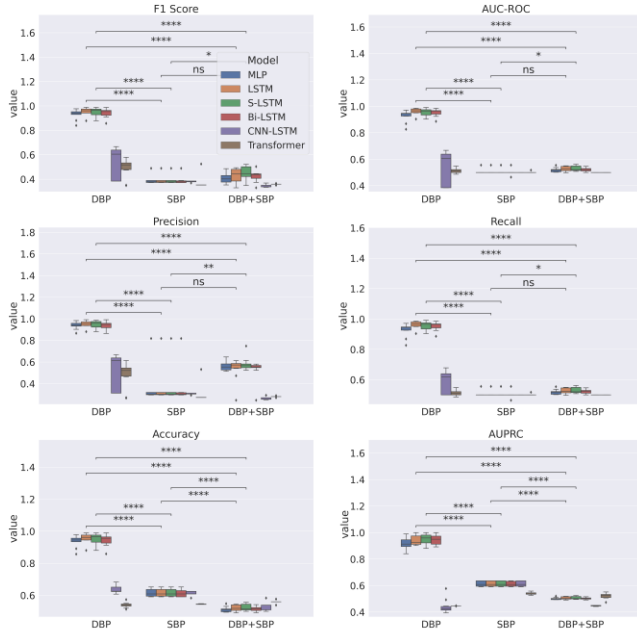 F1 Score
AUC-ROC
1.6
1.4
1.2
1.0
0.8
0.6
0.4
value
****
****
*
ns
****
****
Model
MLP
LSTM
S-LSTM
Bi-LSTM
CNN-LSTM
Transformer
DBP
SBP
DBP+SBP
1.6
1.4
1.2
1.0
0.8
0.6
0.4
value
****
****
*
ns
****
****
DBP
SBP
DBP+SBP
Precision
Recall
1.8
1.6
1.4
1.2
1.0
0.8
0.6
0.4
value
****
****
**
ns
****
****
DBP
SBP
DBP+SBP
1.6
1.4
1.2
1.0
0.8
0.6
value
****
****
*
ns
****
****
DBP
SBP
DBP+SBP
Accuracy
AUPRC
1.4
1.2
1.0
0.8
0.6
value
****
****
****
****
****
****
DBP
SBP
DBP+SBP
1.6
1.4
1.2
1.0
0.8
0.6
0.4
value
****
****
****
****
****
****
DBP
SBP
DBP+SBP